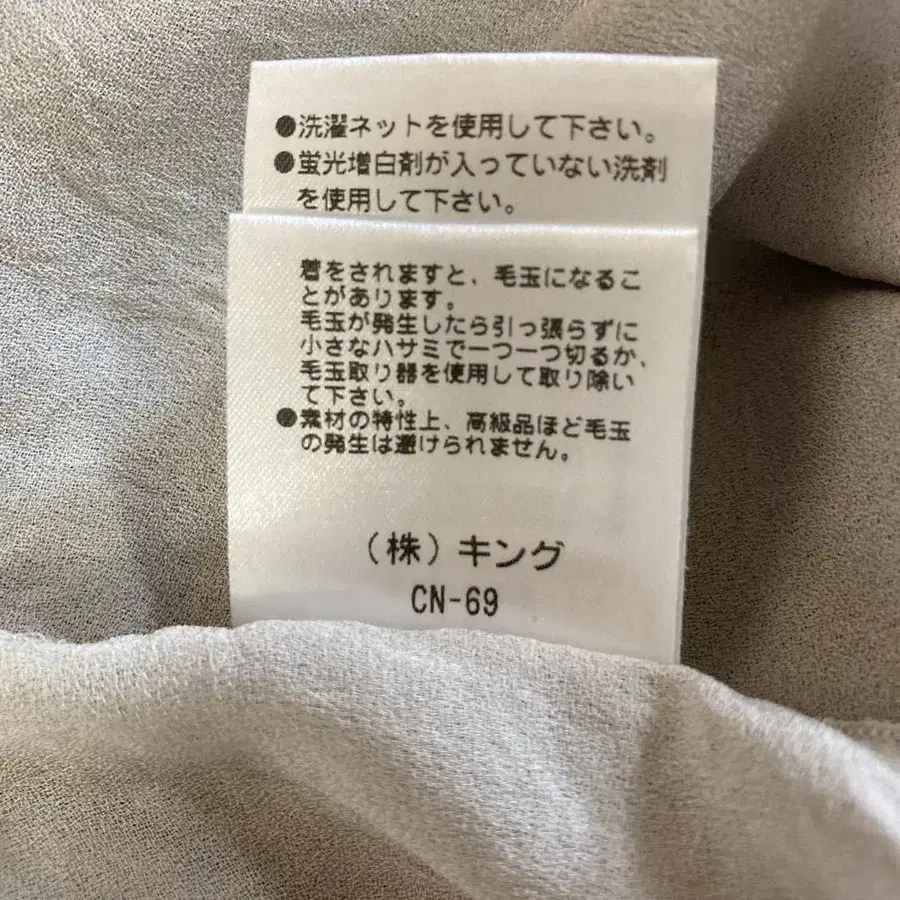 ●洗濯ネットを使用して下さい。
●蛍光増白剤が入っていない洗剤
を使用して下さい。
着をされますと、毛玉になるこ
とがあります。
毛玉が発生したら引っ張らずに
小さなハサミで一つ一つ切るか、
毛玉取り器を使用して取り除い
て下さい。
●素材の特性上、高級品ほど毛玉
の発生は避けられません。
（株）キング
CN-69